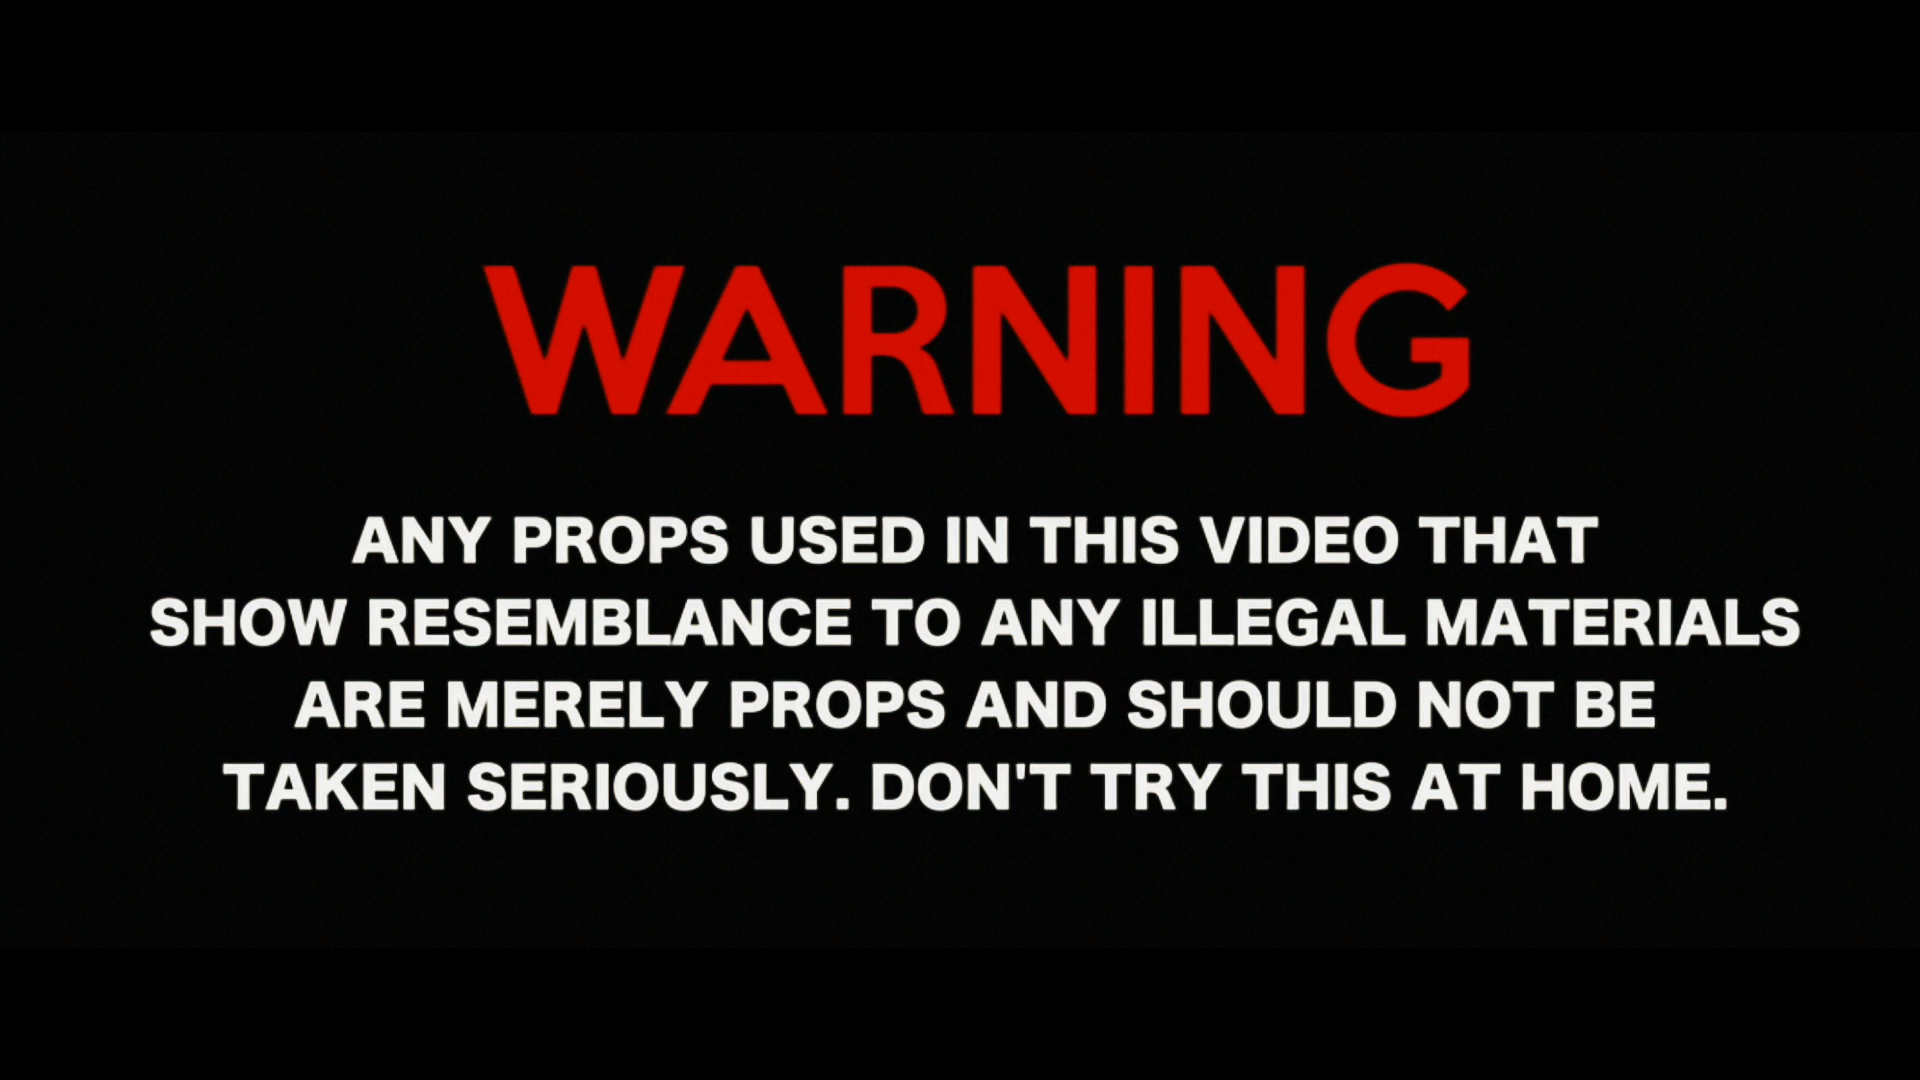 WARNING
ANY PROPS USED IN THIS VIDEO THAT
SHOW RESEMBLANCE TO ANY ILLEGAL MATERIALS
ARE MERELY PROPS AND SHOULD NOT BE
TAKEN SERIOUSLY. DON'T TRY THIS AT HOME.